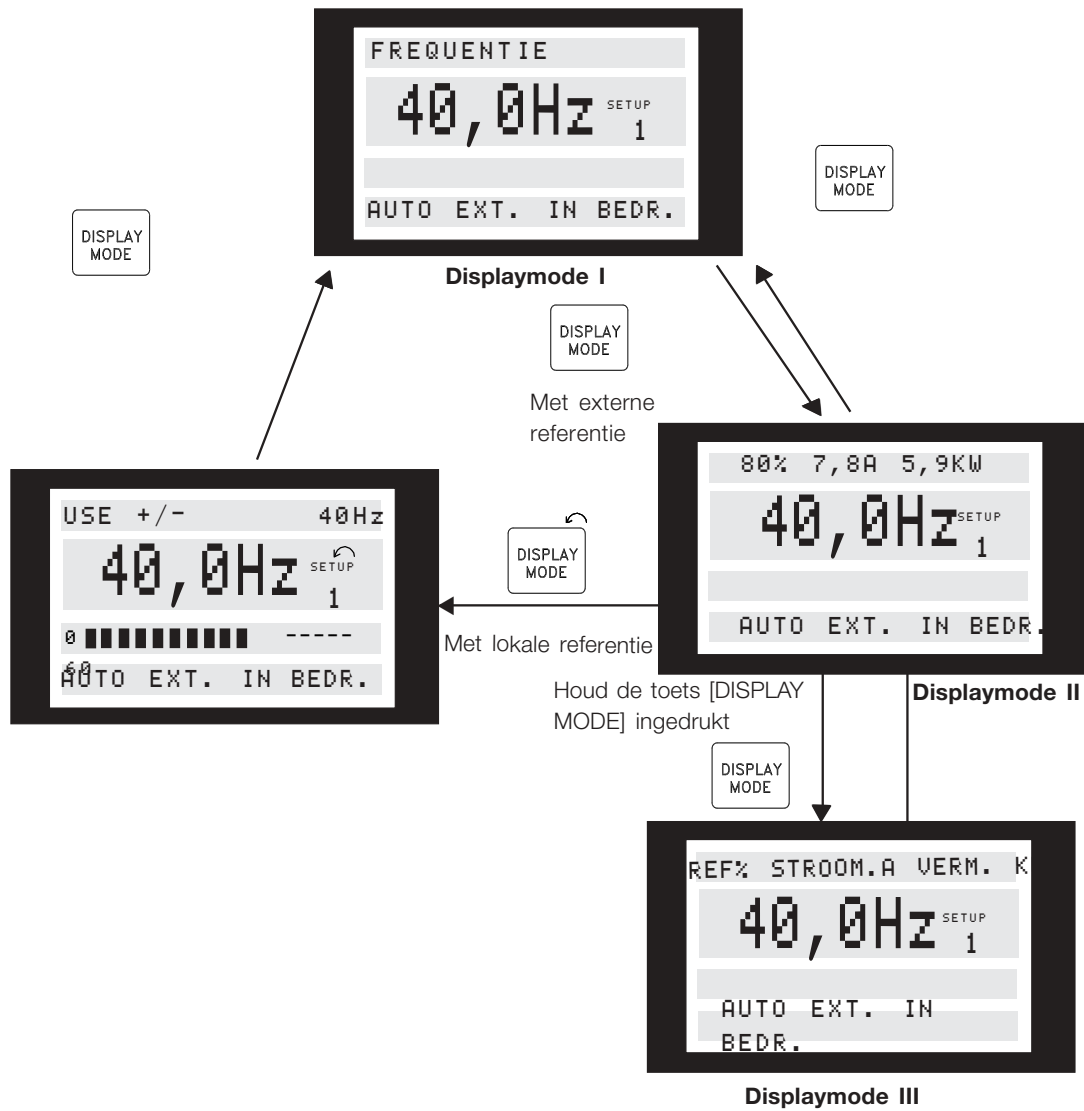 FREQUENTIE
40,0Hz SETUP
1
AUTO EXT. IN BEDR.
Displaymode I
DISPLAY
MODE
DISPLAY
MODE
DISPLAY
MODE
Met externe
referentie
80% 7,8A 5,9KW
40,0Hz SETUP
1
AUTO EXT. IN BEDR.
Displaymode II
USE +/- 40Hz
40,0Hz SETUP
1
0 -----
60
AUTO EXT. IN BEDR.
DISPLAY
MODE
Met lokale referentie
Houd de toets [DISPLAY
MODE] ingedrukt
DISPLAY
MODE
REF% STROOM.A VERM. K
40,0Hz SETUP
1
AUTO EXT. IN
BEDR.
Displaymode III